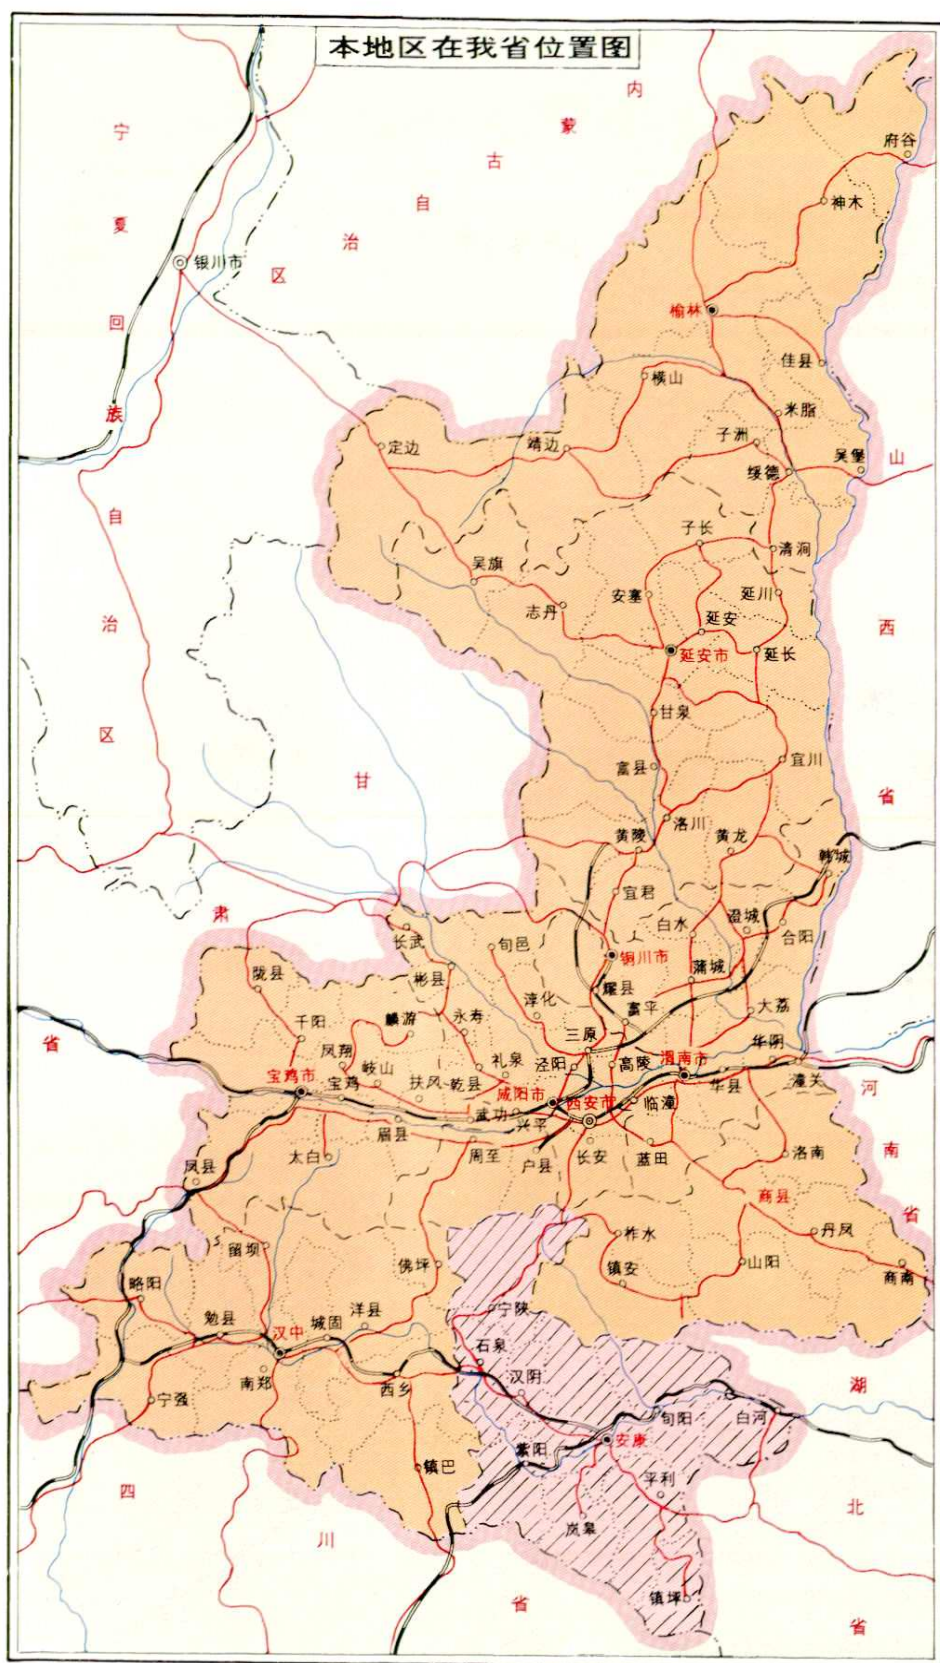 本地区在我省位置图
内蒙古自治区
宁夏回族自治区
银川市
府谷
神木
榆林
佳县
横山
米脂
定边
靖边
子洲
吴堡
绥德
山西省
子长
清涧
吴旗
安塞
延川
志丹
延安
延安市
延长
甘泉
甘肃省
富县
宜川
洛川
黄陵
黄龙
韩城
宜君
白水
澄城
合阳
长武
旬邑
铜川市
蒲城
陇县
彬县
耀县
淳化
富平
大荔
千阳
麟游
永寿
三原
凤翔
岐山
礼泉
泾阳
高陵
渭南市
华阴
宝鸡市
宝鸡
扶风
乾县
咸阳市
西安市
临潼
华县
潼关
河南省
武功
兴平
眉县
太白
周至
户县
长安
蓝田
洛南
凤县
商县
留坝
佛坪
柞水
丹凤
镇安
山阳
商南
略阳
宁陕
勉县
汉中
城固
洋县
石泉
南郑
西乡
汉阳
宁强
旬阳
白河
湖北省
紫阳
安康
镇巴
平利
岚皋
镇坪
四川省